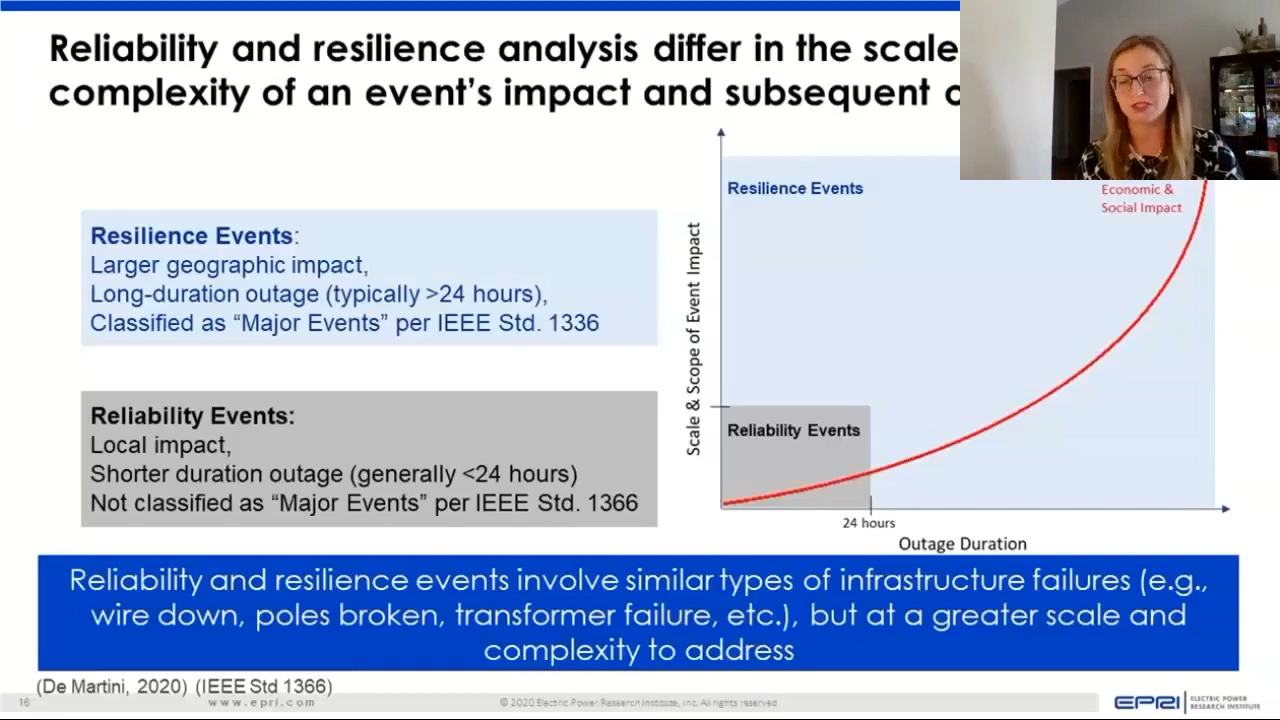 Reliability and resilience analysis differ in the scale
complexity of an event's impact and subsequent
Resilience Events:
Larger geographic impact,
Long-duration outage (typically >24 hours),
Classified as “Major Events” per IEEE Std. 1336
Reliability Events:
Local impact,
Shorter duration outage (generally <24 hours)
Not classified as “Major Events” per IEEE Std. 1366
Scale & Scope of Event Impact
Resilience Events
Economic &
Social Impact
Reliability Events
24 hours
Outage Duration
Reliability and resilience events involve similar types of infrastructure failures (e.g.,
wire down, poles broken, transformer failure, etc.), but at a greater scale and
complexity to address
(De Martini, 2020) (IEEE Std 1366)
16
www.epri.com
© 2020 Electric Power Research Institute, Inc. All rights reserved.
EPRI
ELECTRIC POWER
RESEARCH INSTITUTE